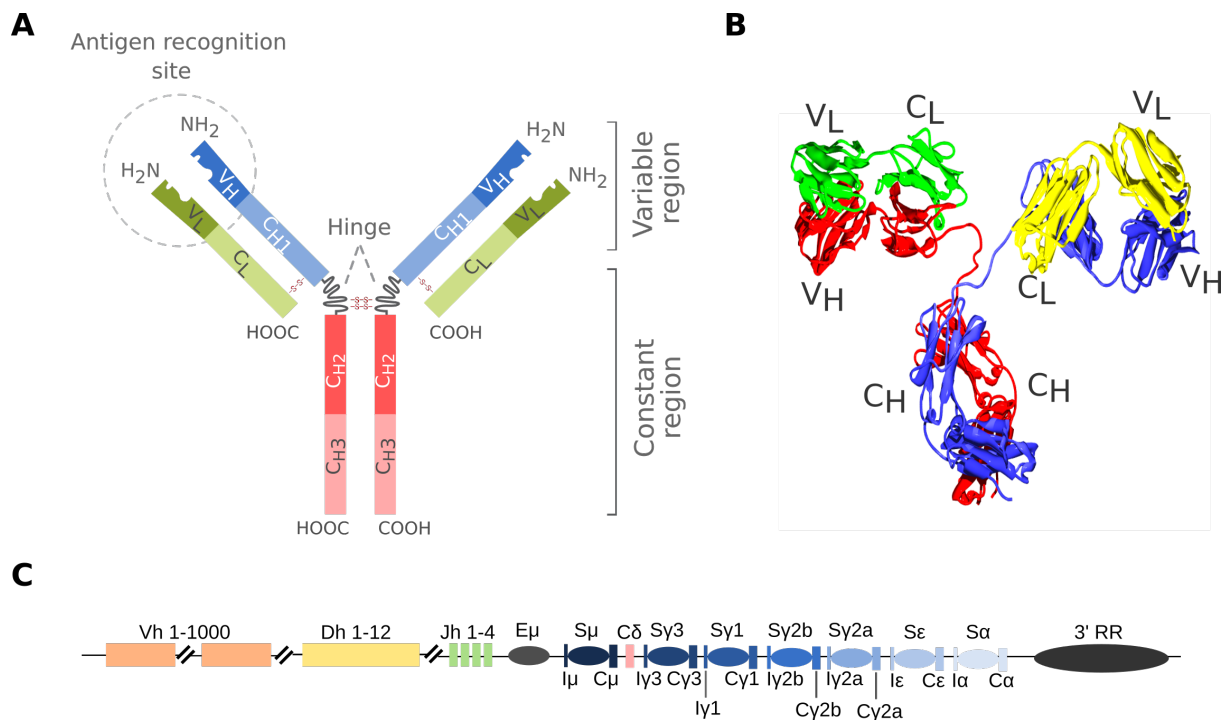 A
Antigen recognition
site
NH2
H2N
VH
VL
CH1
CL
HOOC
Hinge
H2N
NH2
VH
VL
CH1
CL
COOH
CH2
CH2
CH3
CH3
HOOC
COOH
Variable
region
Constant
region
B
VL
CL
VH
VL
CL
VH
CH
CH
C
Vh 1-1000
Dh 1-12
Jh 1-4
Eμ
Sμ
Cδ
Sγ3
Sγ1
Sγ2b
Sγ2a
Sε
Sα
3' RR
Iμ
Cμ
Iγ3
Cγ3
Cγ1
Iγ2b
Iγ2a
Iε
Cε
Iα
Cα
Iγ1
Cγ2b
Cγ2a